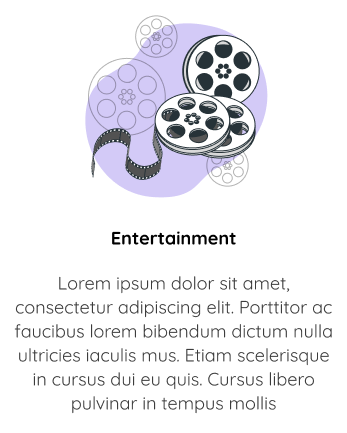 Entertainment
Lorem ipsum dolor sit amet,
consectetur adipiscing elit. Porttitor ac
faucibus lorem bibendum dictum nulla
ultricies iaculis mus. Etiam scelerisque
in cursus dui eu quis. Cursus libero
pulvinar in tempus mollis